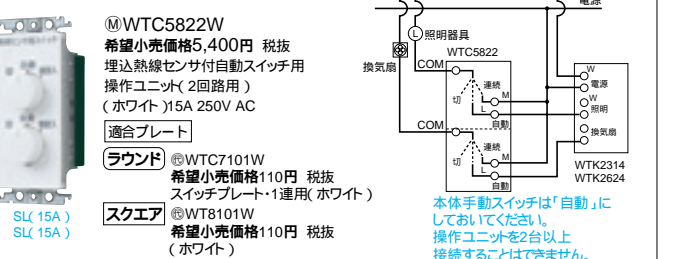 ⓂWTC5822W
希望小売価格5,400円 税抜
埋込熱線センサ付自動スイッチ用
操作ユニット(2回路用)
(ホワイト)15A 250V AC
適合プレート
ラウンド ㊹WTC7101W
希望小売価格110円 税抜
スイッチプレート・1連用(ホワイト)
スクエア ㊹WT8101W
希望小売価格110円 税抜
(ホワイト)
SL(15A)
SL(15A)
電源
L 照明器具
換気扇
WTC5822
COM
連続
切
M
L
自動
COM
連続
切
M
L
自動
W
電源
W
照明
換気扇
WTK2314
WTK2624
本体手動スイッチは「自動」に
しておいてください。
操作ユニットを2台以上
接続することはできません。